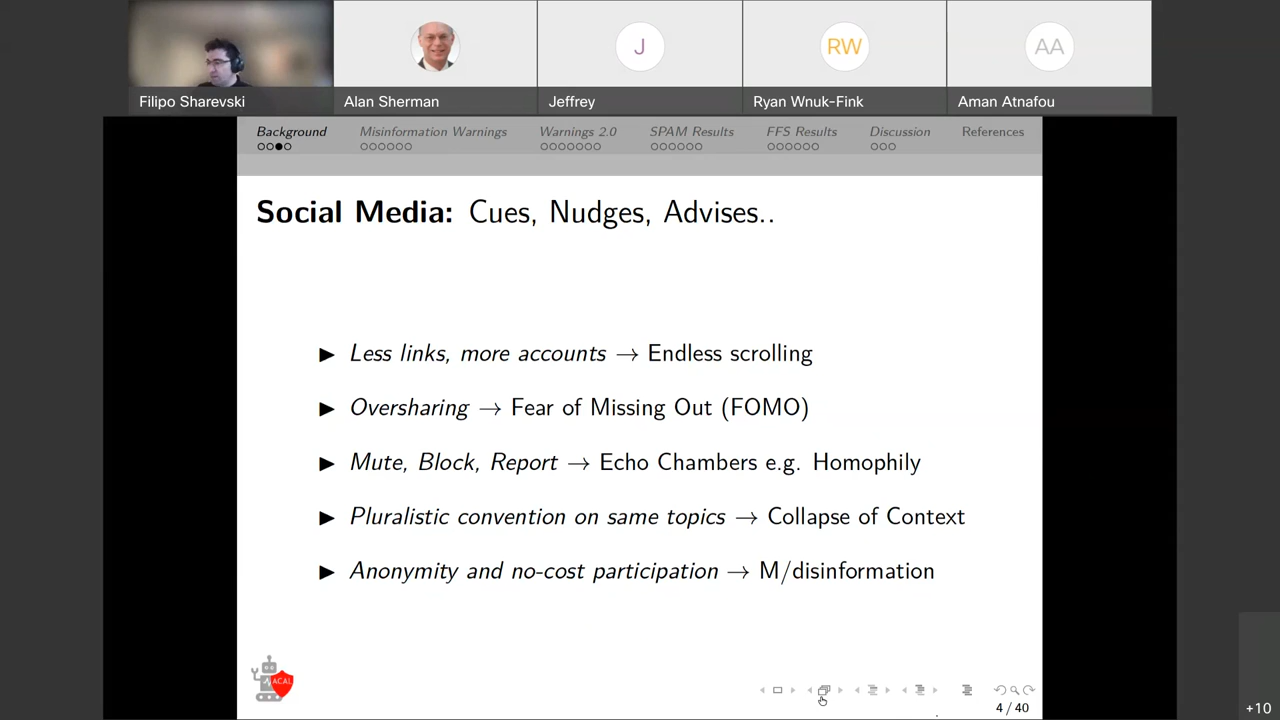 Filipo Sharevski
Alan Sherman
J
Jeffrey
RW
Ryan Wnuk-Fink
AA
Aman Atnafou
Background Misinformation Warnings Warnings 2.0 SPAM Results FFS Results Discussion References
Social Media: Cues, Nudges, Advises..
▶ Less links, more accounts → Endless scrolling
▶ Oversharing → Fear of Missing Out (FOMO)
▶ Mute, Block, Report → Echo Chambers e.g. Homophily
▶ Pluralistic convention on same topics → Collapse of Context
▶ Anonymity and no-cost participation → M/disinformation
ACAL
4 / 40
+10